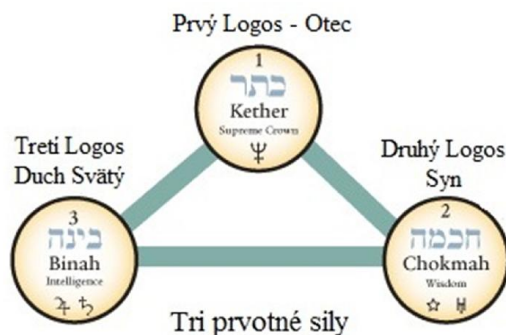 Prvý Logos - Otec
1
כתר
Kether
Supreme Crown
♆
Tretí Logos
Duch Svätý
3
בינה
Binah
Intelligence
♃ ♄
Druhý Logos
Syn
2
חכמה
Chokmah
Wisdom
☆ ♅
Tri prvotné sily